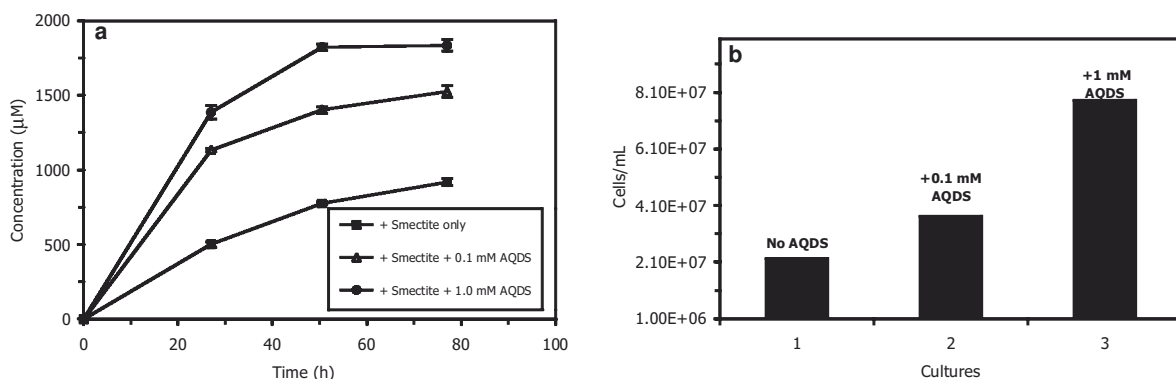 a
2000
1500
1000
500
0
Concentration (μM)
0 20 40 60 80 100
Time (h)
+ Smectite only
+ Smectite + 0.1 mM AQDS
+ Smectite + 1.0 mM AQDS
b
8.10E+07
6.10E+07
4.10E+07
2.10E+07
1.00E+06
Cells/mL
No AQDS
+0.1 mM
AQDS
+1 mM
AQDS
1 2 3
Cultures